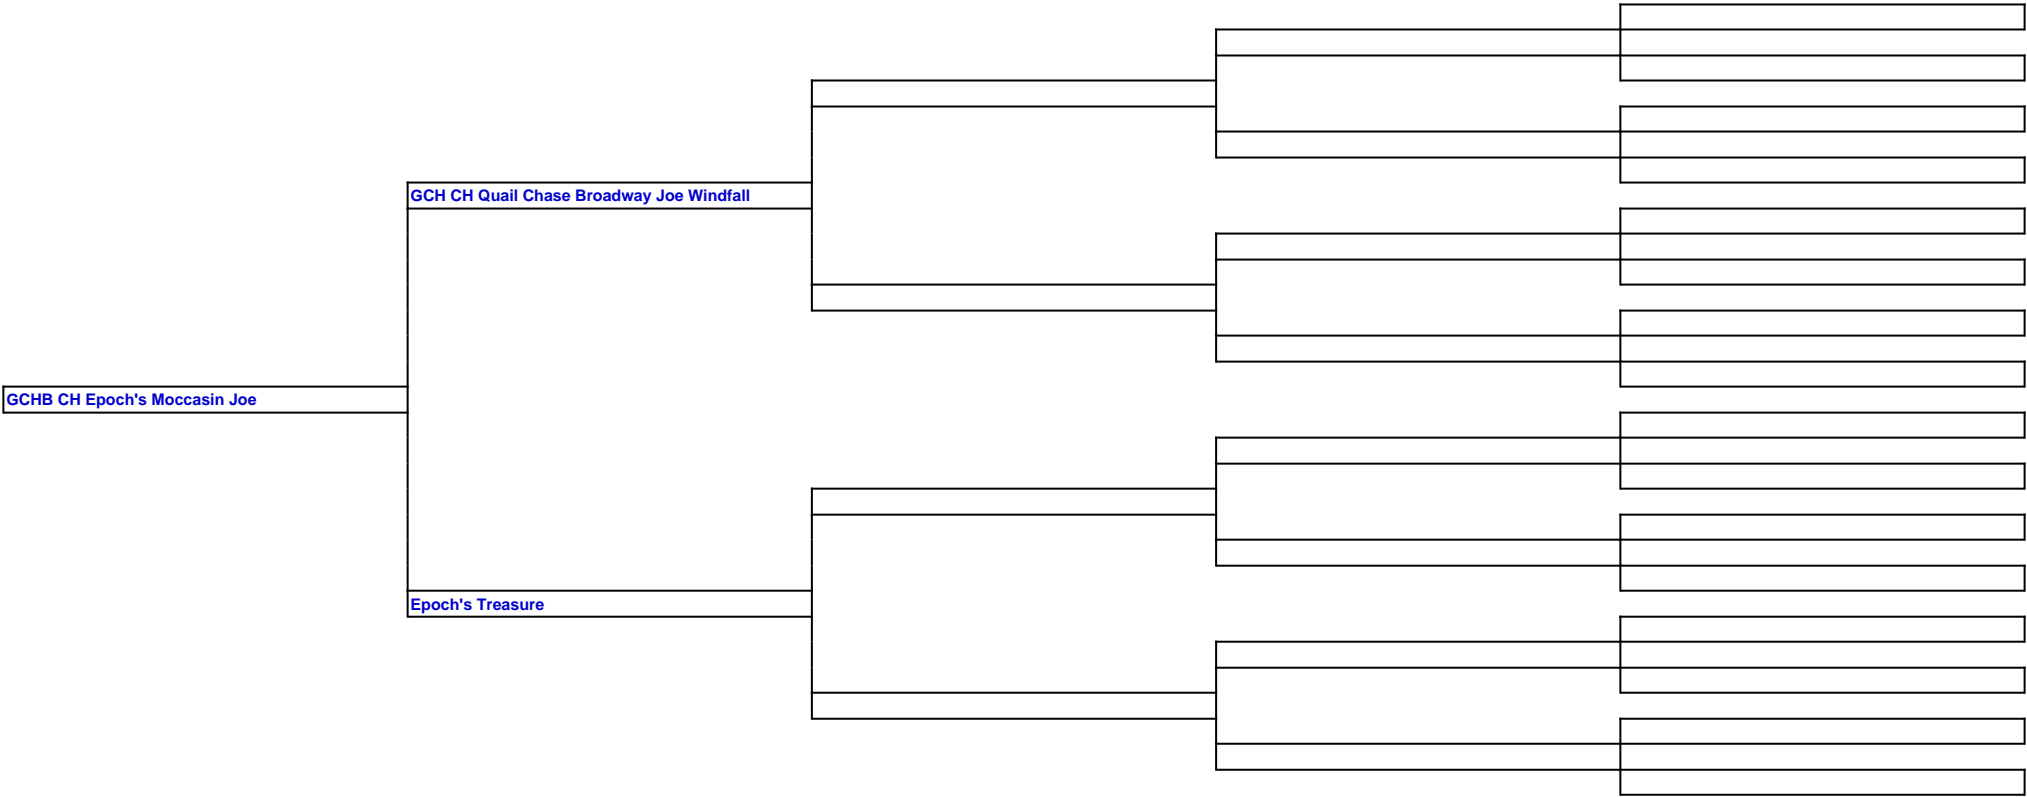 GCH CH Quail Chase Broadway Joe Windfall
GCHB CH Epoch's Moccasin Joe
Epoch's Treasure